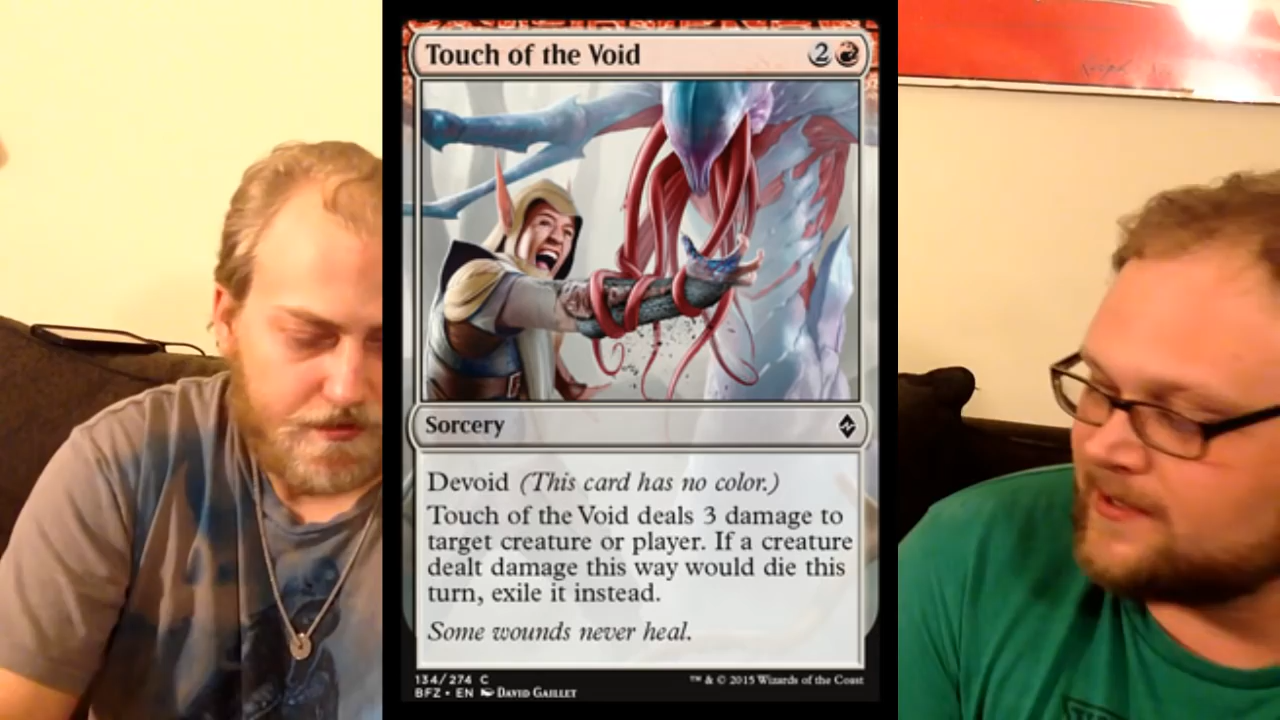 Touch of the Void 2
Sorcery
Devoid (This card has no color.)
Touch of the Void deals 3 damage to
target creature or player. If a creature
dealt damage this way would die this
turn, exile it instead.
Some wounds never heal.
134/274 C
BFZ • EN DAVID GAILLET
™ & © 2015 Wizards of the Coast